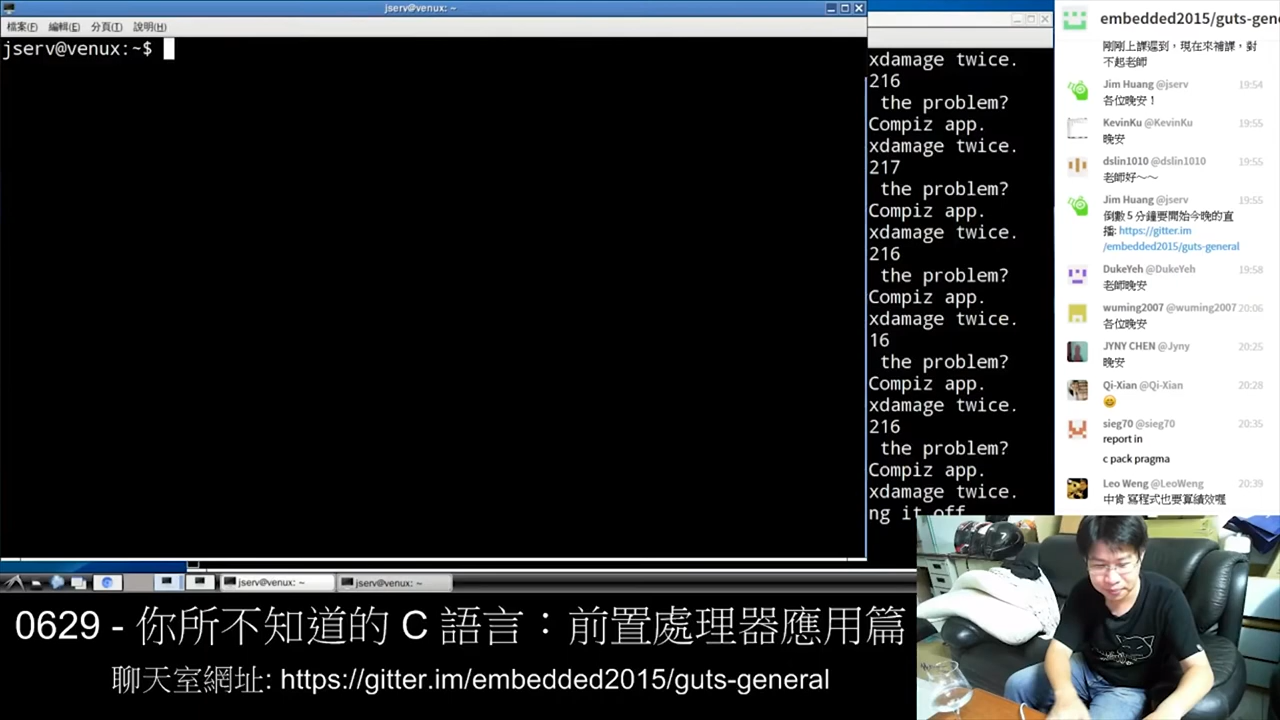 jserv@venux: ~
檔案(F) 編輯(E) 分頁(T) 說明(H)
jserv@venux:~$
xdamage twice.
216
the problem?
Compiz app.
xdamage twice.
217
the problem?
Compiz app.
xdamage twice.
216
the problem?
Compiz app.
xdamage twice.
16
the problem?
Compiz app.
xdamage twice.
216
the problem?
Compiz app.
xdamage twice.
ng it off
embedded2015/guts-gene
剛剛上課遲到，現在來補課，對
不起老師
Jim Huang @jserv 19:54
各位晚安！
KevinKu @KevinKu 19:55
晚安
dslin1010 @dslin1010 19:55
老師好～～
Jim Huang @jserv 19:55
倒數 5 分鐘要開始今晚的直
播: https://gitter.im
/embedded2015/guts-general
DukeYeh @DukeYeh 19:58
老師晚安
wuming2007 @wuming2007 20:06
各位晚安
JYNY CHEN @Jyny 20:25
晚安
Qi-Xian @Qi-Xian 20:28
sieg70 @sieg70 20:35
report in
c pack pragma
Leo Weng @LeoWeng 20:39
中肯 寫程式也要算績效喔
jserv@venux: ~ jserv@venux: ~
0629 - 你所不知道的 C 語言：前置處理器應用篇
聊天室網址: https://gitter.im/embedded2015/guts-general